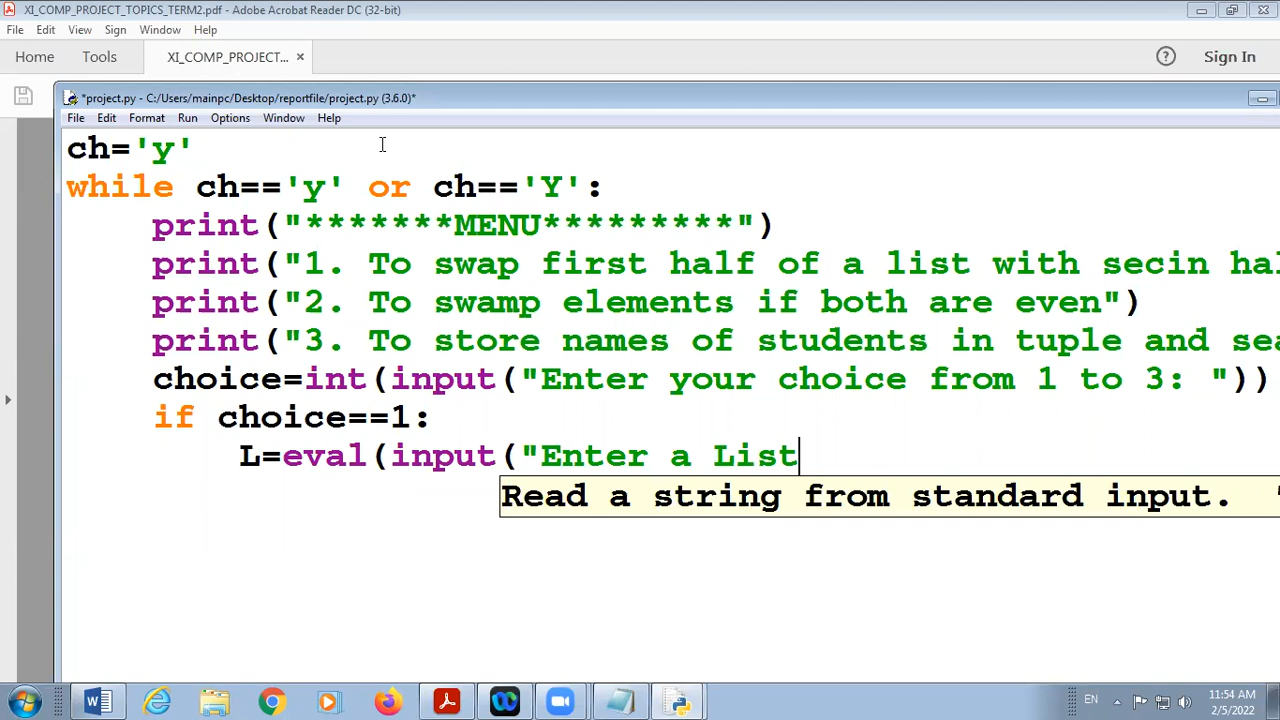 XI_COMP_PROJECT_TOPICS_TERM2.pdf - Adobe Acrobat Reader DC (32-bit)
File Edit View Sign Window Help
Home Tools XI_COMP_PROJECT... × Sign In
*project.py - C:/Users/mainpc/Desktop/reportfile/project.py (3.6.0)*
File Edit Format Run Options Window Help
ch='y'
while ch=='y' or ch=='Y':
print("*******MENU*********")
print("1. To swap first half of a list with secin hal
print("2. To swamp elements if both are even")
print("3. To store names of students in tuple and sea
choice=int(input("Enter your choice from 1 to 3: "))
if choice==1:
L=eval(input("Enter a List
Read a string from standard input.
EN 11:54 AM
2/5/2022